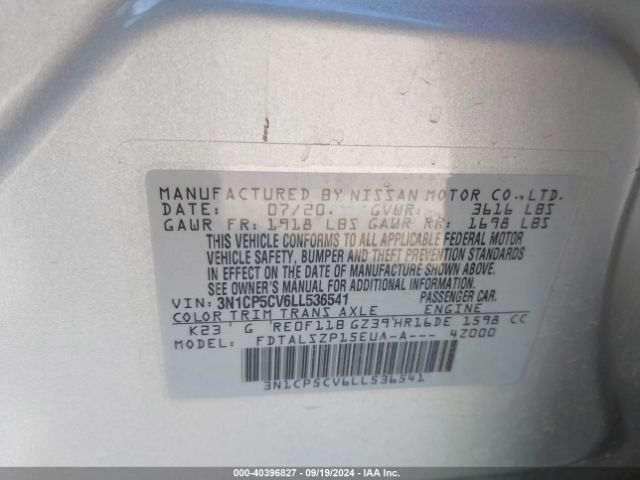 MANUFACTURED BY NISSAN MOTOR CO.,LTD.
DATE: 07/20. GVWR: 3616 LBS
GAWR FR: 1918 LBS GAWR RR: 1698 LBS
THIS VEHICLE CONFORMS TO ALL APPLICABLE FEDERAL MOTOR
VEHICLE SAFETY, BUMPER AND THEFT PREVENTION STANDARDS
IN EFFECT ON THE DATE OF MANUFACTURE SHOWN ABOVE.
SEE OWNER'S MANUAL FOR ADDITIONAL INFORMATION
VIN: 3N1CP5CV6LL536541 PASSENGER CAR.
COLOR TRIM TRANS AXLE ENGINE
K23 G RE0F11B GZ39 HR16DE 1598 CC
MODEL: FDTALSZP15EUA-A--- 4Z000
3N1CP5CV6LL536541
000-40396827 - 09/19/2024 - IAA Inc.